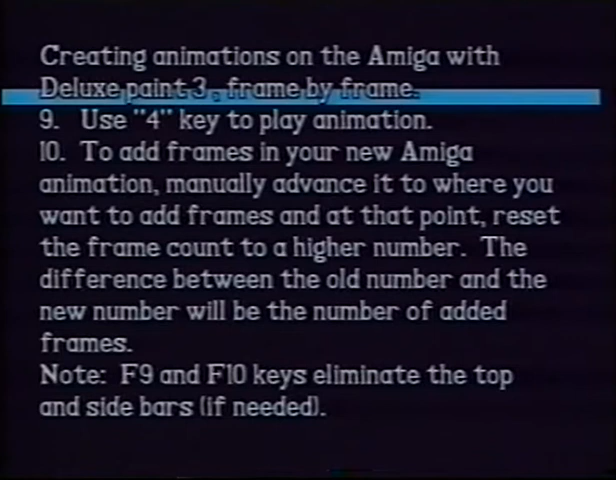 Creating animations on the Amiga with
Deluxe paint 3 , frame by frame.
9.   Use "4" key to play animation.
10.  To add frames in your new Amiga
animation, manually advance it to where you
want to add frames and at that point, reset
the frame count to a higher number.  The
difference between the old number and the
new number will be the number of added
frames.
Note:  F9 and F10 keys eliminate the top
and side bars (if needed).